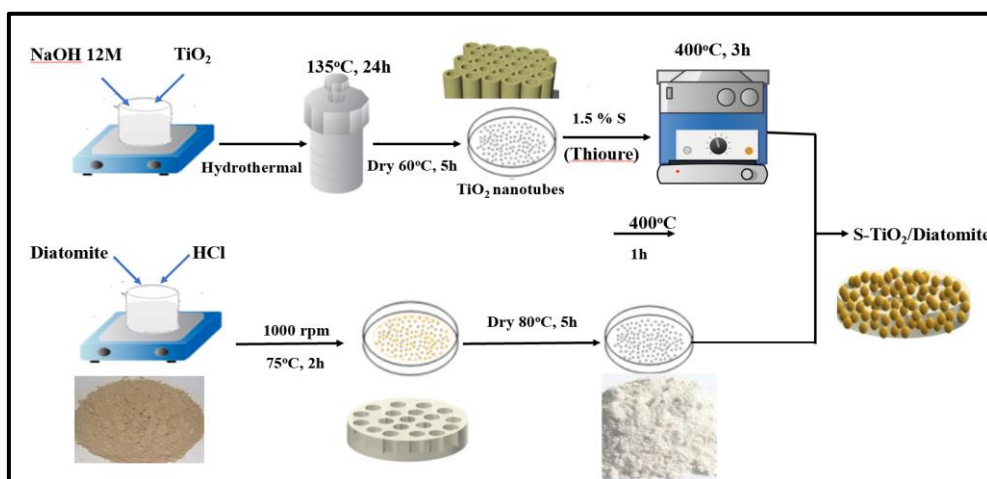 NaOH 12M
TiO₂
135°C, 24h
400°C, 3h
1.5 % S
(Thioure)
Hydrothermal
Dry 60°C, 5h
TiO₂ nanotubes
400°C
1h
S-TiO₂/Diatomite
Diatomite
HCl
1000 rpm
75°C, 2h
Dry 80°C, 5h